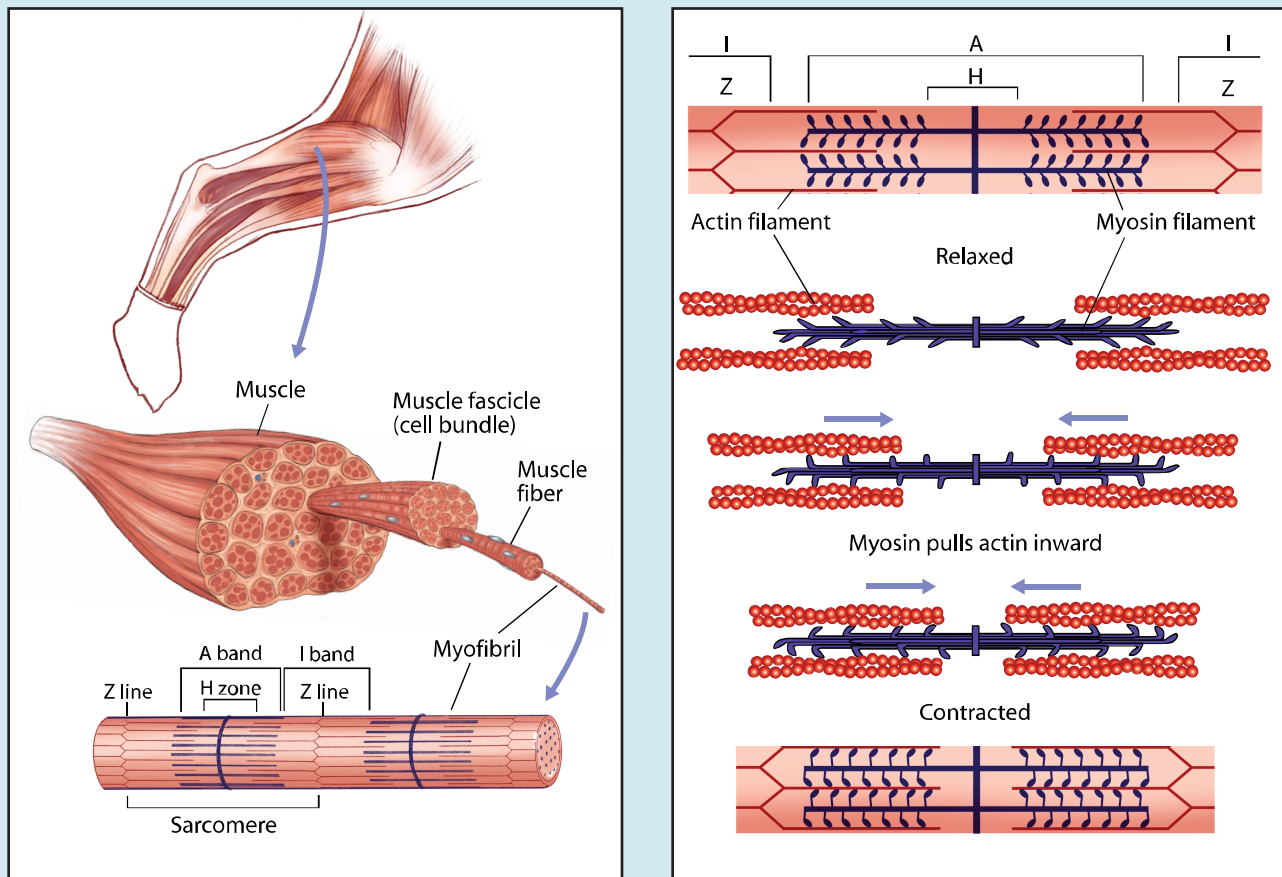 Muscle
Muscle fascicle
(cell bundle)
Muscle
fiber
Myofibril
A band
I band
Z line
H zone
Z line
Sarcomere
I
A
I
Z
H
Z
Actin filament
Myosin filament
Relaxed
Myosin pulls actin inward
Contracted